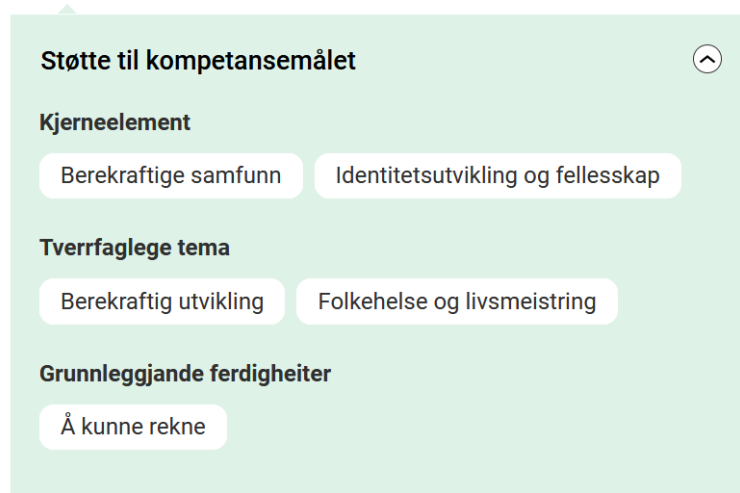 Støtte til kompetansemålet
Kjerneelement
Berekraftige samfunn Identitetsutvikling og fellesskap
Tverrfaglege tema
Berekraftig utvikling Folkehelse og livsmeistring
Grunnleggjande ferdigheiter
Å kunne rekne